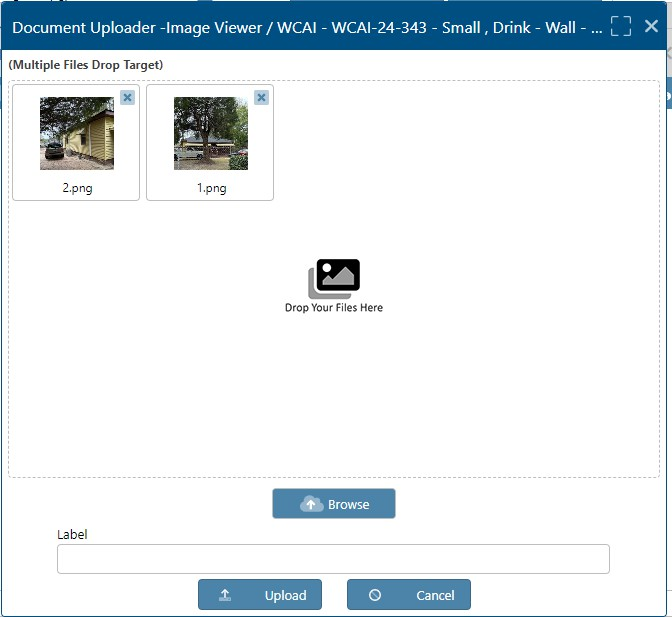 Document Uploader -Image Viewer / WCAI - WCAI-24-343 - Small , Drink - Wall - ...
(Multiple Files Drop Target)
2.png
1.png
Drop Your Files Here
Browse
Label
Upload
Cancel